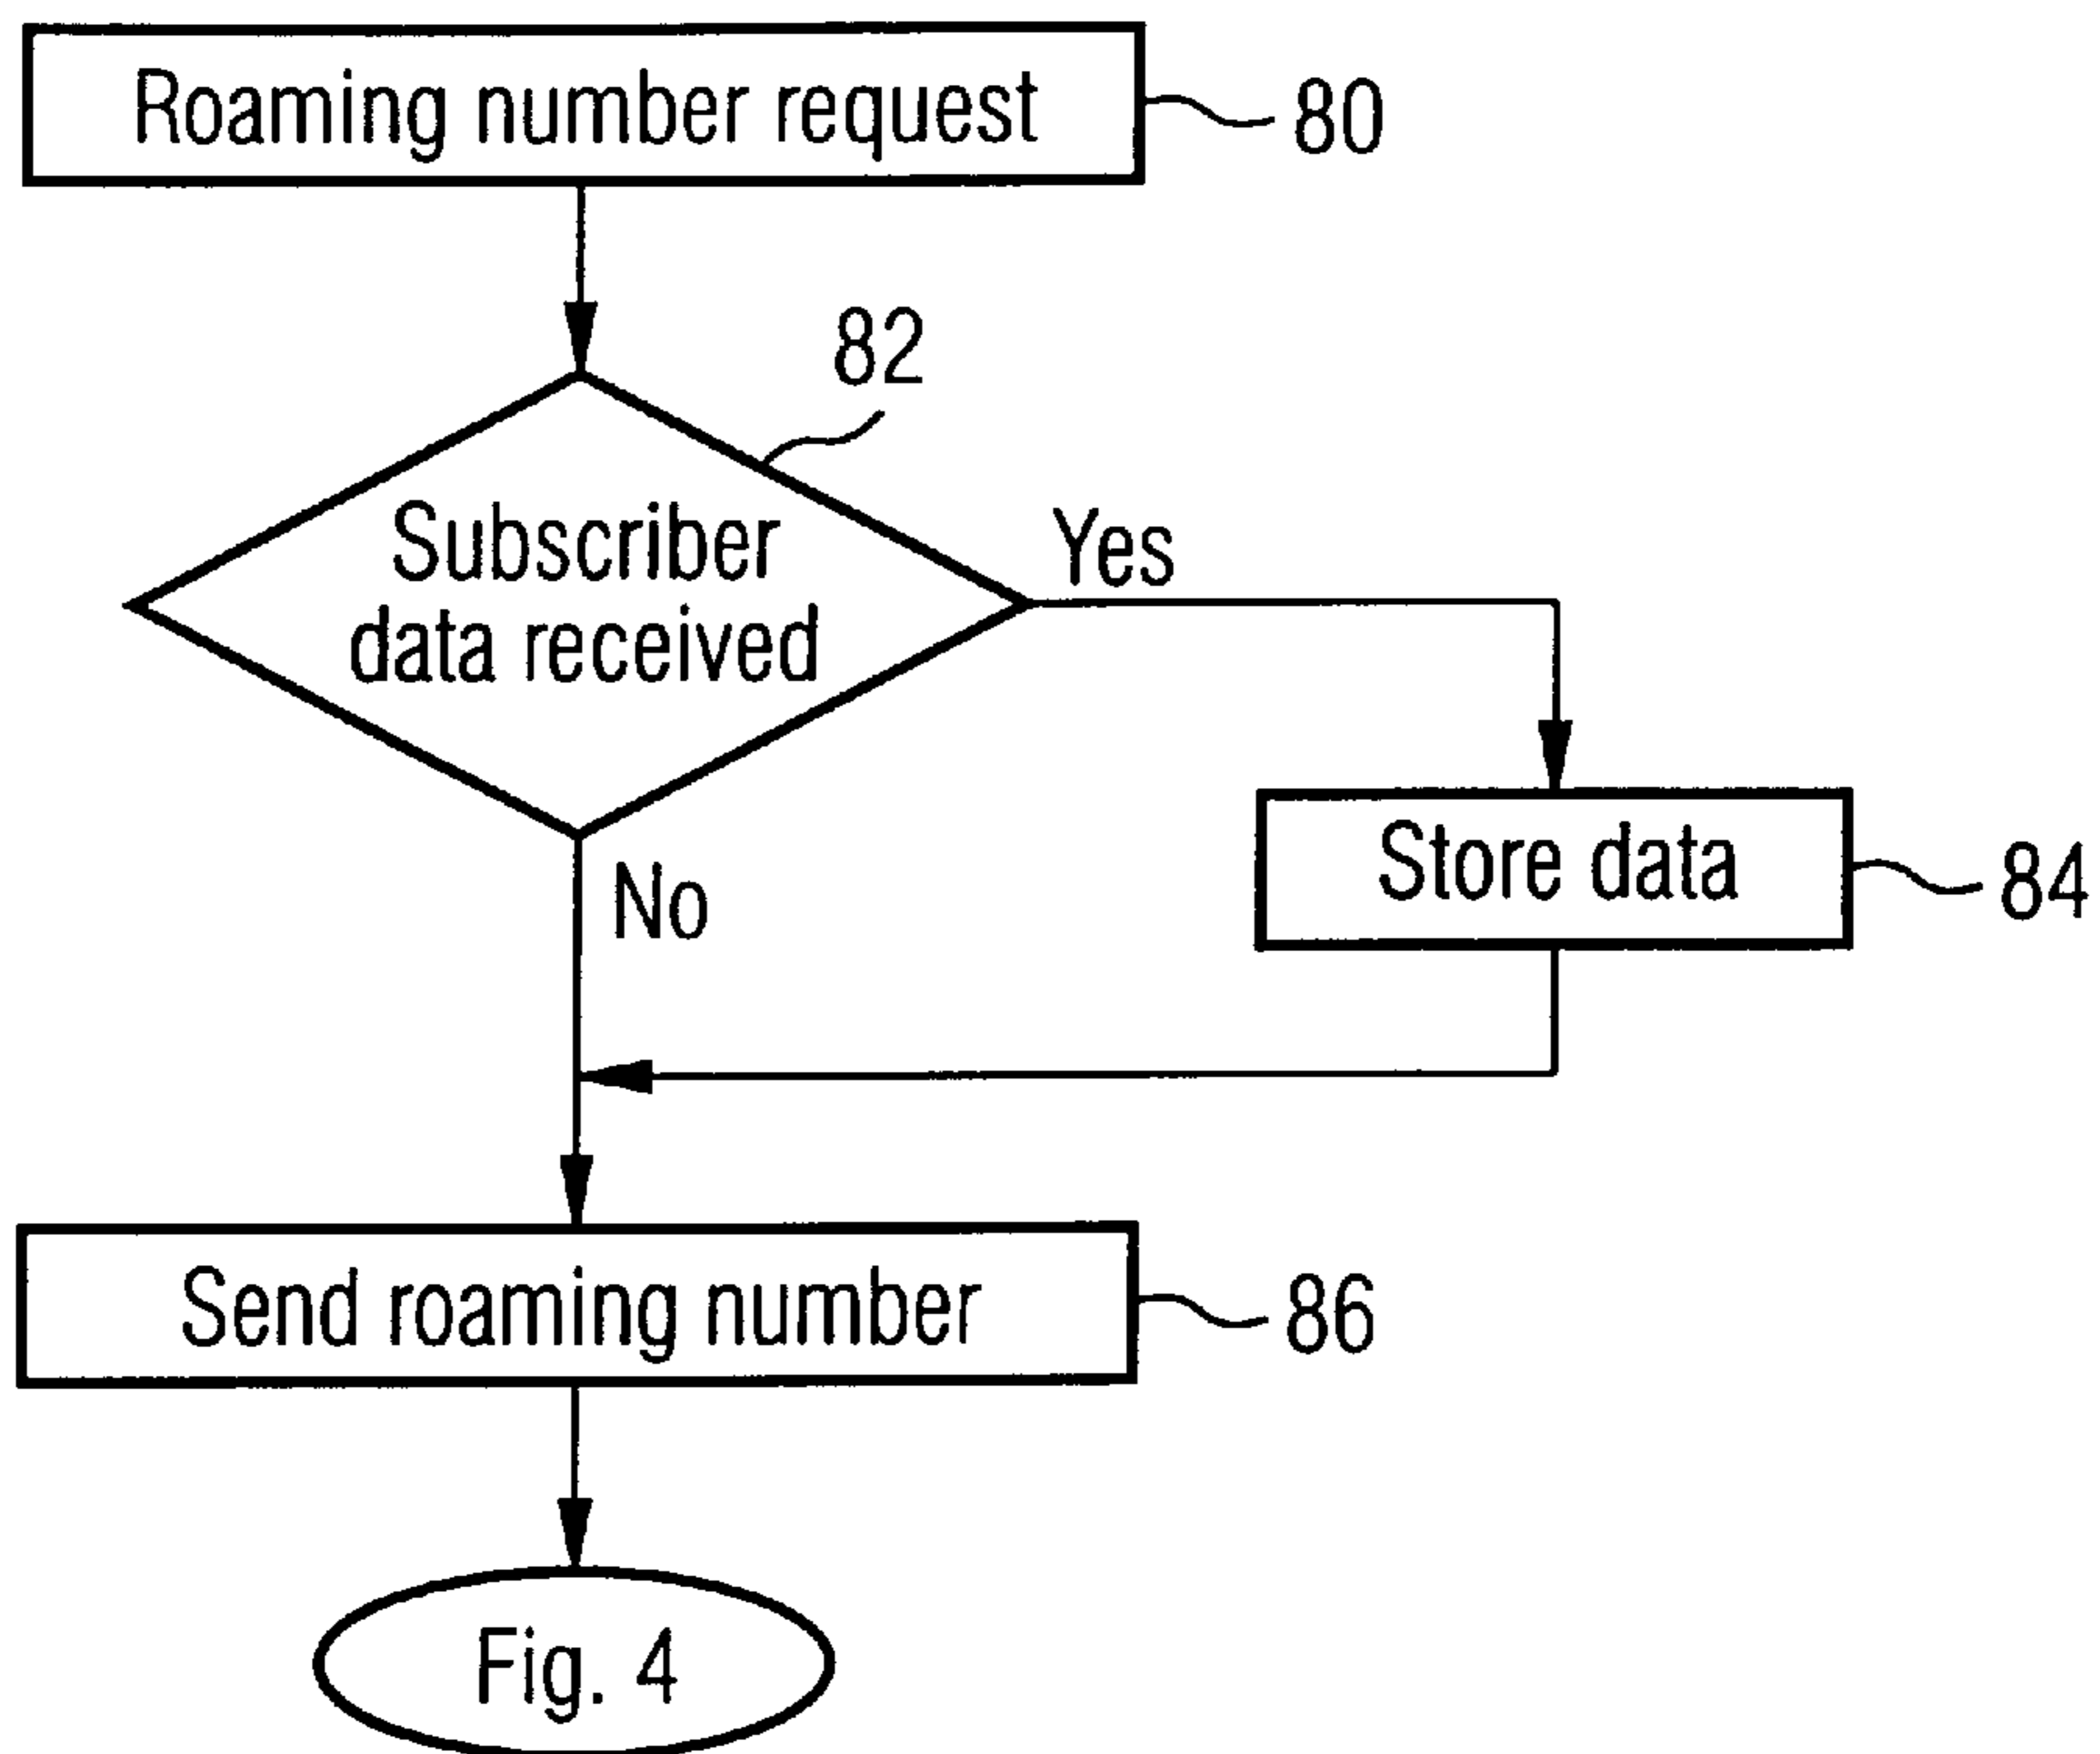 Roaming number request
80
82
Subscriber
data received
Yes
Store data
84
No
Send roaming number
86
Fig. 4